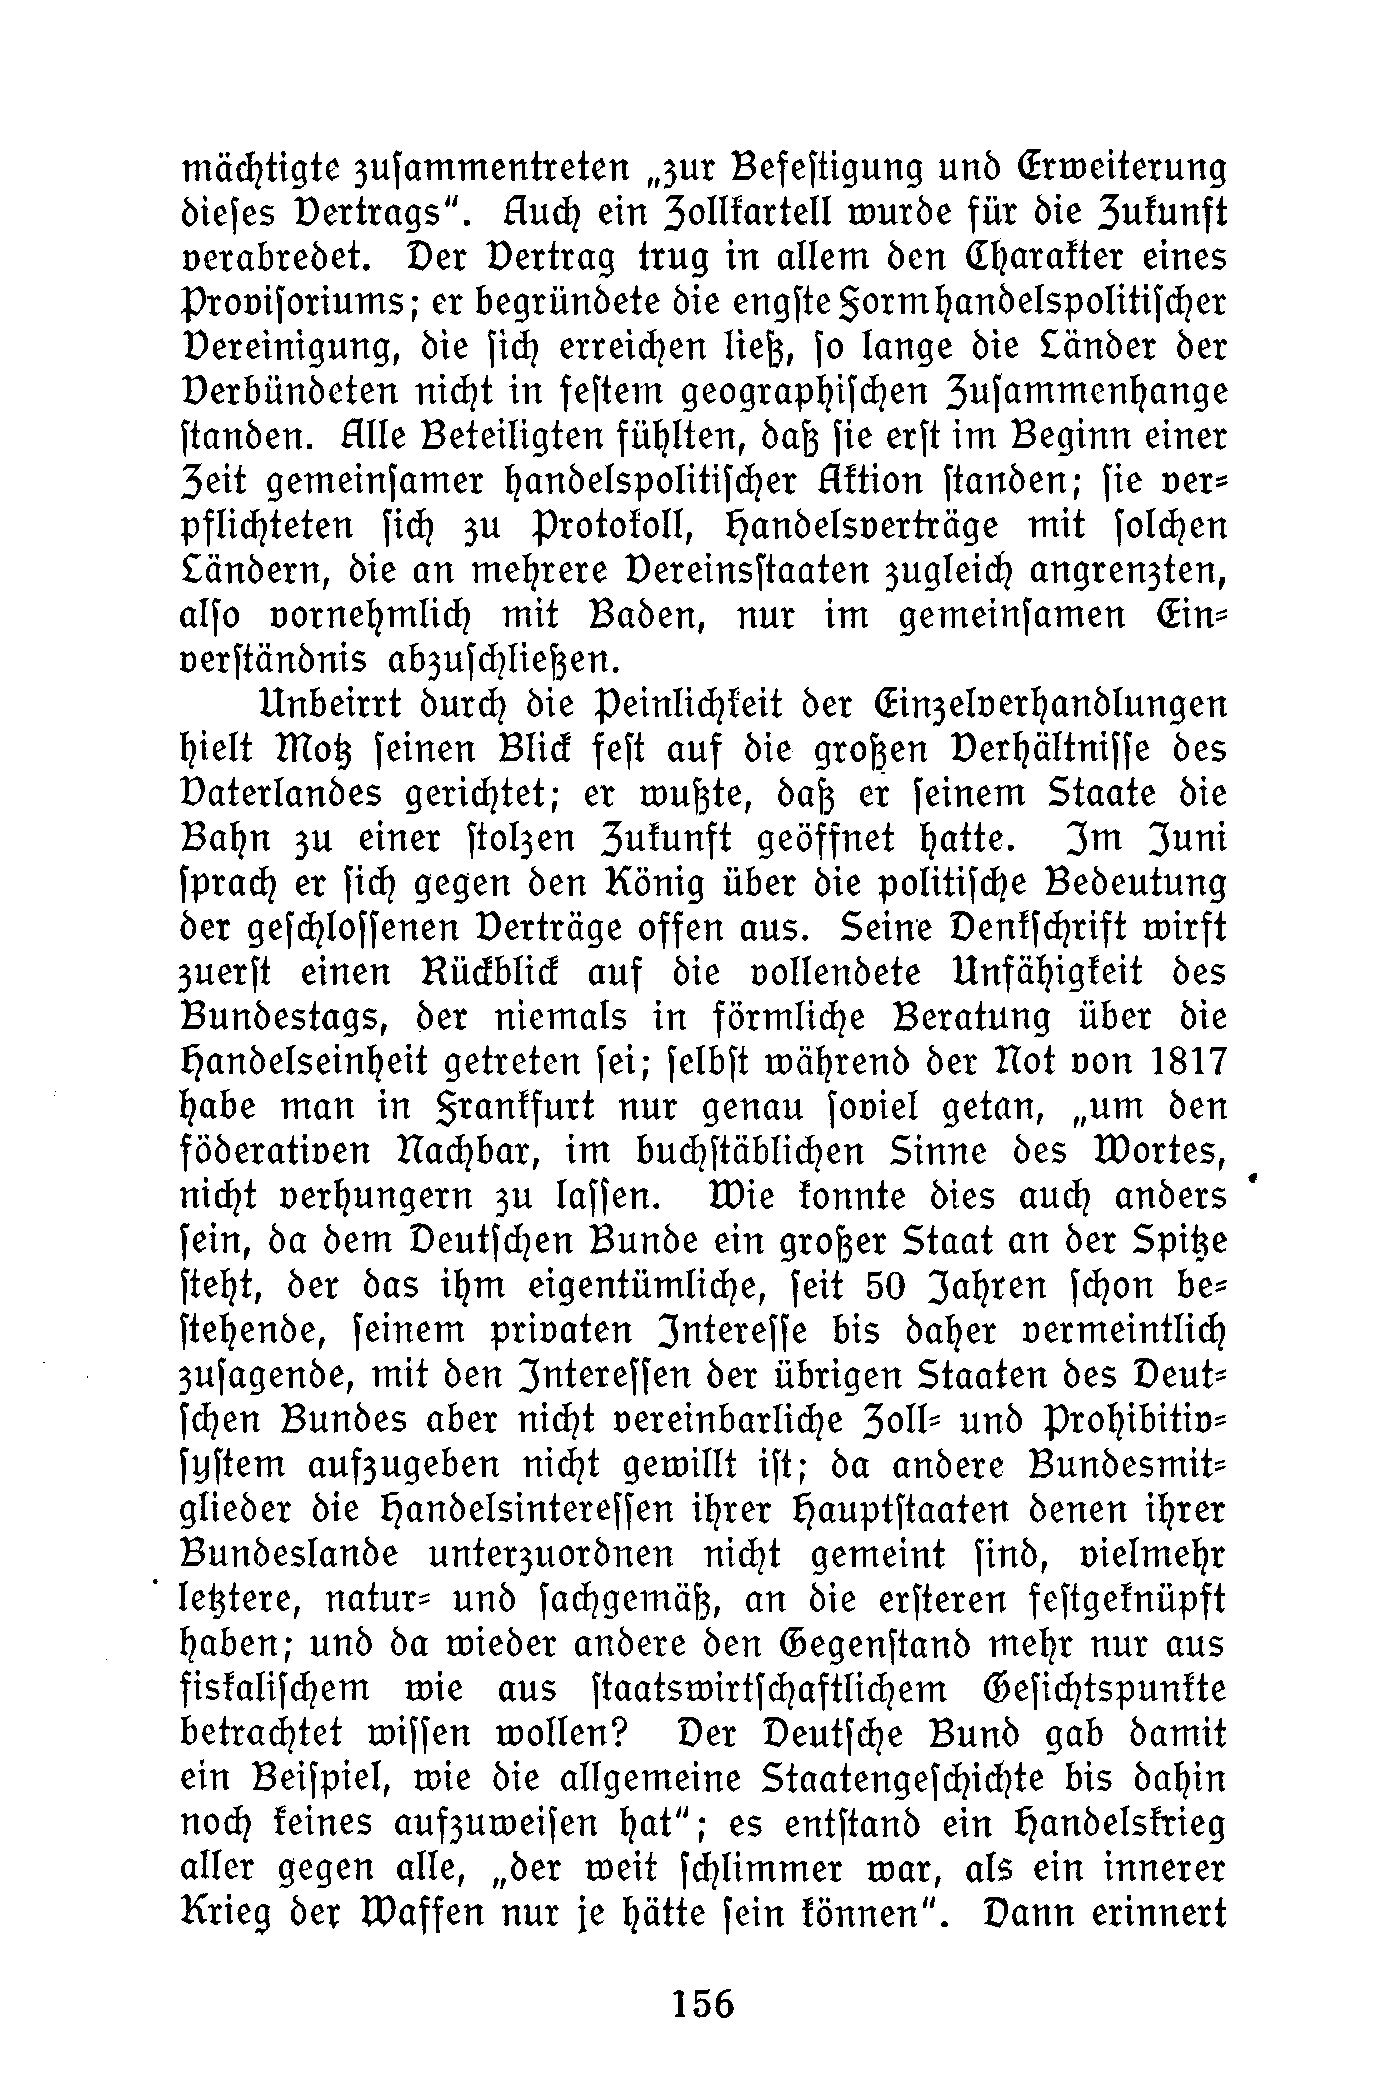 mächtigte zuſammentreten „zur Befeſtigung und Erweiterung
dieſes Vertrags“. Auch ein Zollkartell wurde für die Zukunft
verabredet. Der Vertrag trug in allem den Charakter eines
Proviſoriums; er begründete die engſte Form handelspolitiſcher
Vereinigung, die ſich erreichen ließ, ſo lange die Länder der
Verbündeten nicht in feſtem geographiſchen Zuſammenhange
ſtanden. Alle Beteiligten fühlten, daß ſie erſt im Beginn einer
Zeit gemeinſamer handelspolitiſcher Aktion ſtanden; ſie ver⸗
pflichteten ſich zu Protokoll, Handelsverträge mit ſolchen
Ländern, die an mehrere Vereinsſtaaten zugleich angrenzten,
alſo vornehmlich mit Baden, nur im gemeinſamen Ein⸗
verſtändnis abzuſchließen.
Unbeirrt durch die Peinlichkeit der Einzelverhandlungen
hielt Motz ſeinen Blick feſt auf die großen Verhältniſſe des
Vaterlandes gerichtet; er wußte, daß er ſeinem Staate die
Bahn zu einer ſtolzen Zukunft geöffnet hatte. Im Juni
ſprach er ſich gegen den König über die politiſche Bedeutung
der geſchloſſenen Verträge offen aus. Seine Denkſchrift wirft
zuerſt einen Rückblick auf die vollendete Unfähigkeit des
Bundestags, der niemals in förmliche Beratung über die
Handelseinheit getreten ſei; ſelbſt während der Not von 1817
habe man in Frankfurt nur genau ſoviel getan, „um den
föderativen Nachbar, im buchſtäblichen Sinne des Wortes,
nicht verhungern zu laſſen. Wie konnte dies auch anders
ſein, da dem Deutſchen Bunde ein großer Staat an der Spitze
ſteht, der das ihm eigentümliche, ſeit 50 Jahren ſchon be⸗
ſtehende, ſeinem privaten Intereſſe bis daher vermeintlich
zuſagende, mit den Intereſſen der übrigen Staaten des Deut⸗
ſchen Bundes aber nicht vereinbarliche Zoll⸗ und Prohibitiv⸗
ſyſtem aufzugeben nicht gewillt iſt; da andere Bundesmit⸗
glieder die Handelsintereſſen ihrer Hauptſtaaten denen ihrer
Bundeslande unterzuordnen nicht gemeint ſind, vielmehr
letztere, natur⸗ und ſachgemäß, an die erſteren feſtgeknüpft
haben; und da wieder andere den Gegenſtand mehr nur aus
fiskaliſchem wie aus ſtaatswirtſchaftlichem Geſichtspunkte
betrachtet wiſſen wollen? Der Deutſche Bund gab damit
ein Beiſpiel, wie die allgemeine Staatengeſchichte bis dahin
noch keines aufzuweiſen hat“; es entſtand ein Handelskrieg
aller gegen alle, „der weit ſchlimmer war, als ein innerer
Krieg der Waffen nur je hätte ſein können“. Dann erinnert
156